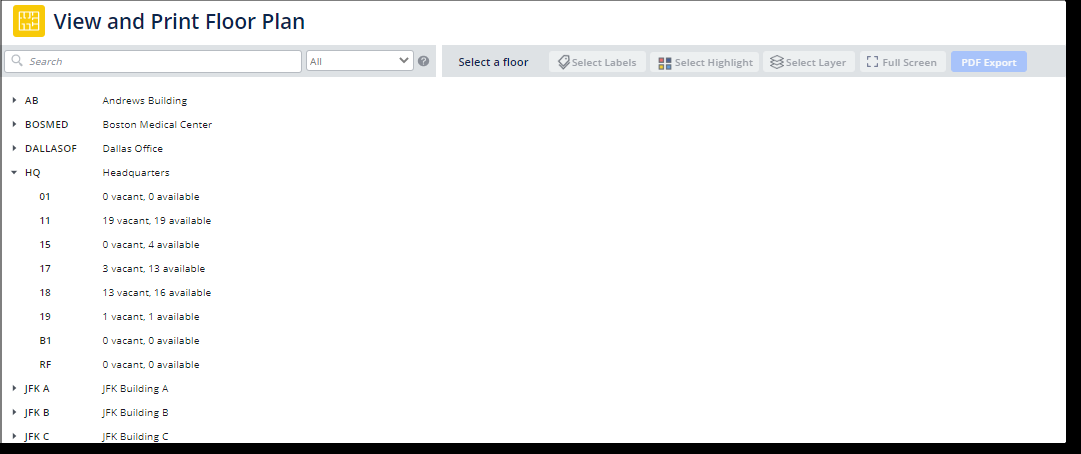 View and Print Floor Plan
Search All ? Select a floor Select Labels Select Highlight Select Layer Full Screen PDF Export
AB Andrews Building
BOSMED Boston Medical Center
DALLASOF Dallas Office
HQ Headquarters
01 0 vacant, 0 available
11 19 vacant, 19 available
15 0 vacant, 4 available
17 3 vacant, 13 available
18 13 vacant, 16 available
19 1 vacant, 1 available
B1 0 vacant, 0 available
RF 0 vacant, 0 available
JFK A JFK Building A
JFK B JFK Building B
JFK C JFK Building C